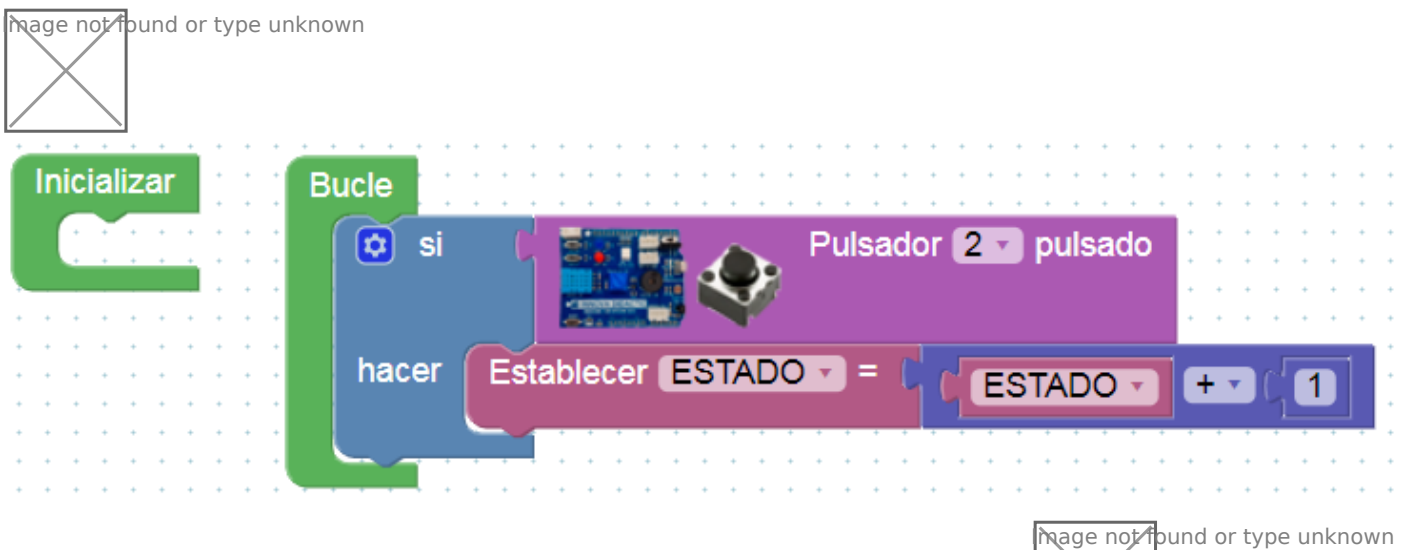 Image not found or type unknown
Inicializar
Bucle
si
Pulsador 2 pulsado
hacer
Establecer ESTADO = ESTADO + 1
Image not found or type unknown